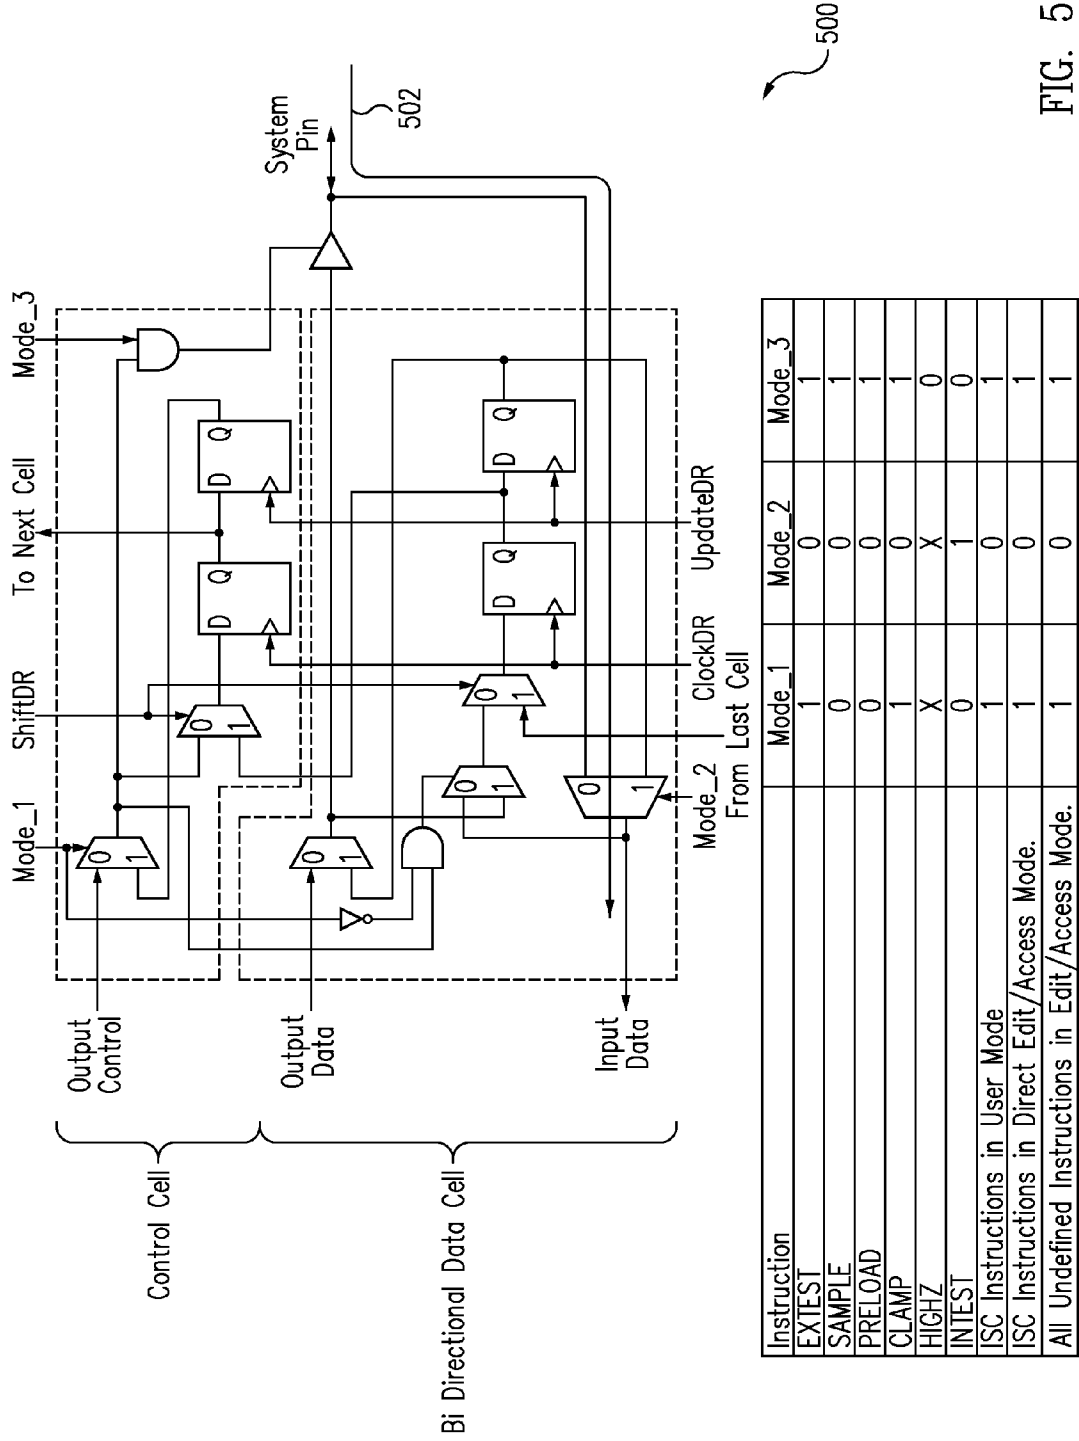 Mode_1
ShiftDR
To Next Cell
Mode_3
Output
Control
0
1
0
1
D
Q
D
Q
System
Pin
502
Output
Data
0
1
0
1
0
1
D
Q
D
Q
Input
Data
0
1
Mode_2
From Last Cell
ClockDR
UpdateDR
Control Cell
Bi Directional Data Cell
500
Instruction Mode_1 Mode_2 Mode_3
EXTEST 1 0 1
SAMPLE 0 0 1
PRELOAD 0 0 1
CLAMP 1 0 1
HIGHZ X X 0
INTEST 0 1 0
ISC Instructions in User Mode 1 0 1
ISC Instructions in Direct Edit/Access Mode. 1 0 1
All Undefined Instructions in Edit/Access Mode. 1 0 1
FIG. 5